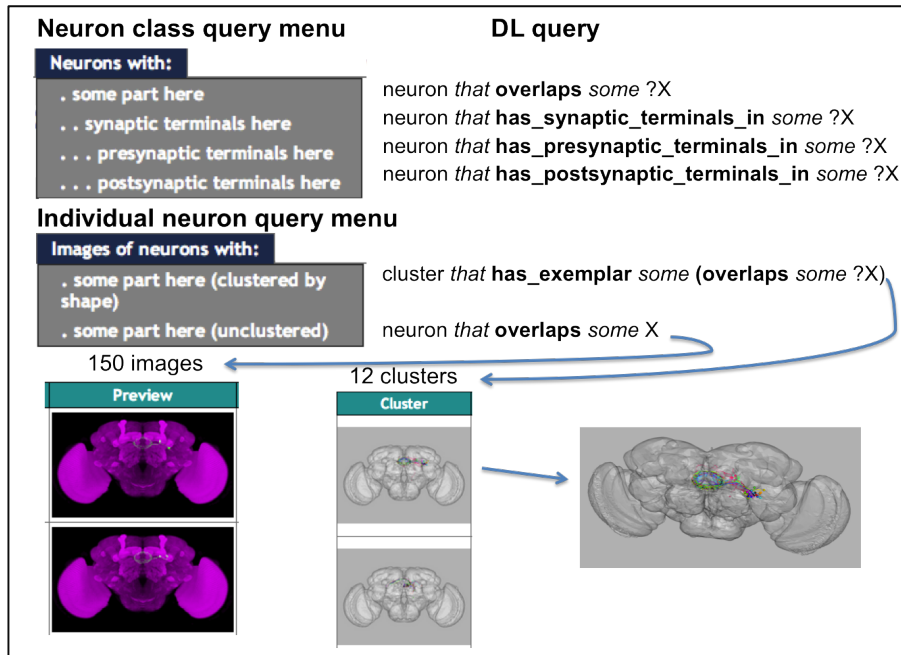 Neuron class query menu
DL query
Neurons with:
. some part here
neuron that overlaps some ?X
. . synaptic terminals here
neuron that has_synaptic_terminals_in some ?X
. . . presynaptic terminals here
neuron that has_presynaptic_terminals_in some ?X
. . . postsynaptic terminals here
neuron that has_postsynaptic_terminals_in some ?X
Individual neuron query menu
Images of neurons with:
. some part here (clustered by
shape)
cluster that has_exemplar some (overlaps some ?X)
. some part here (unclustered)
neuron that overlaps some X
150 images
12 clusters
Preview
Cluster